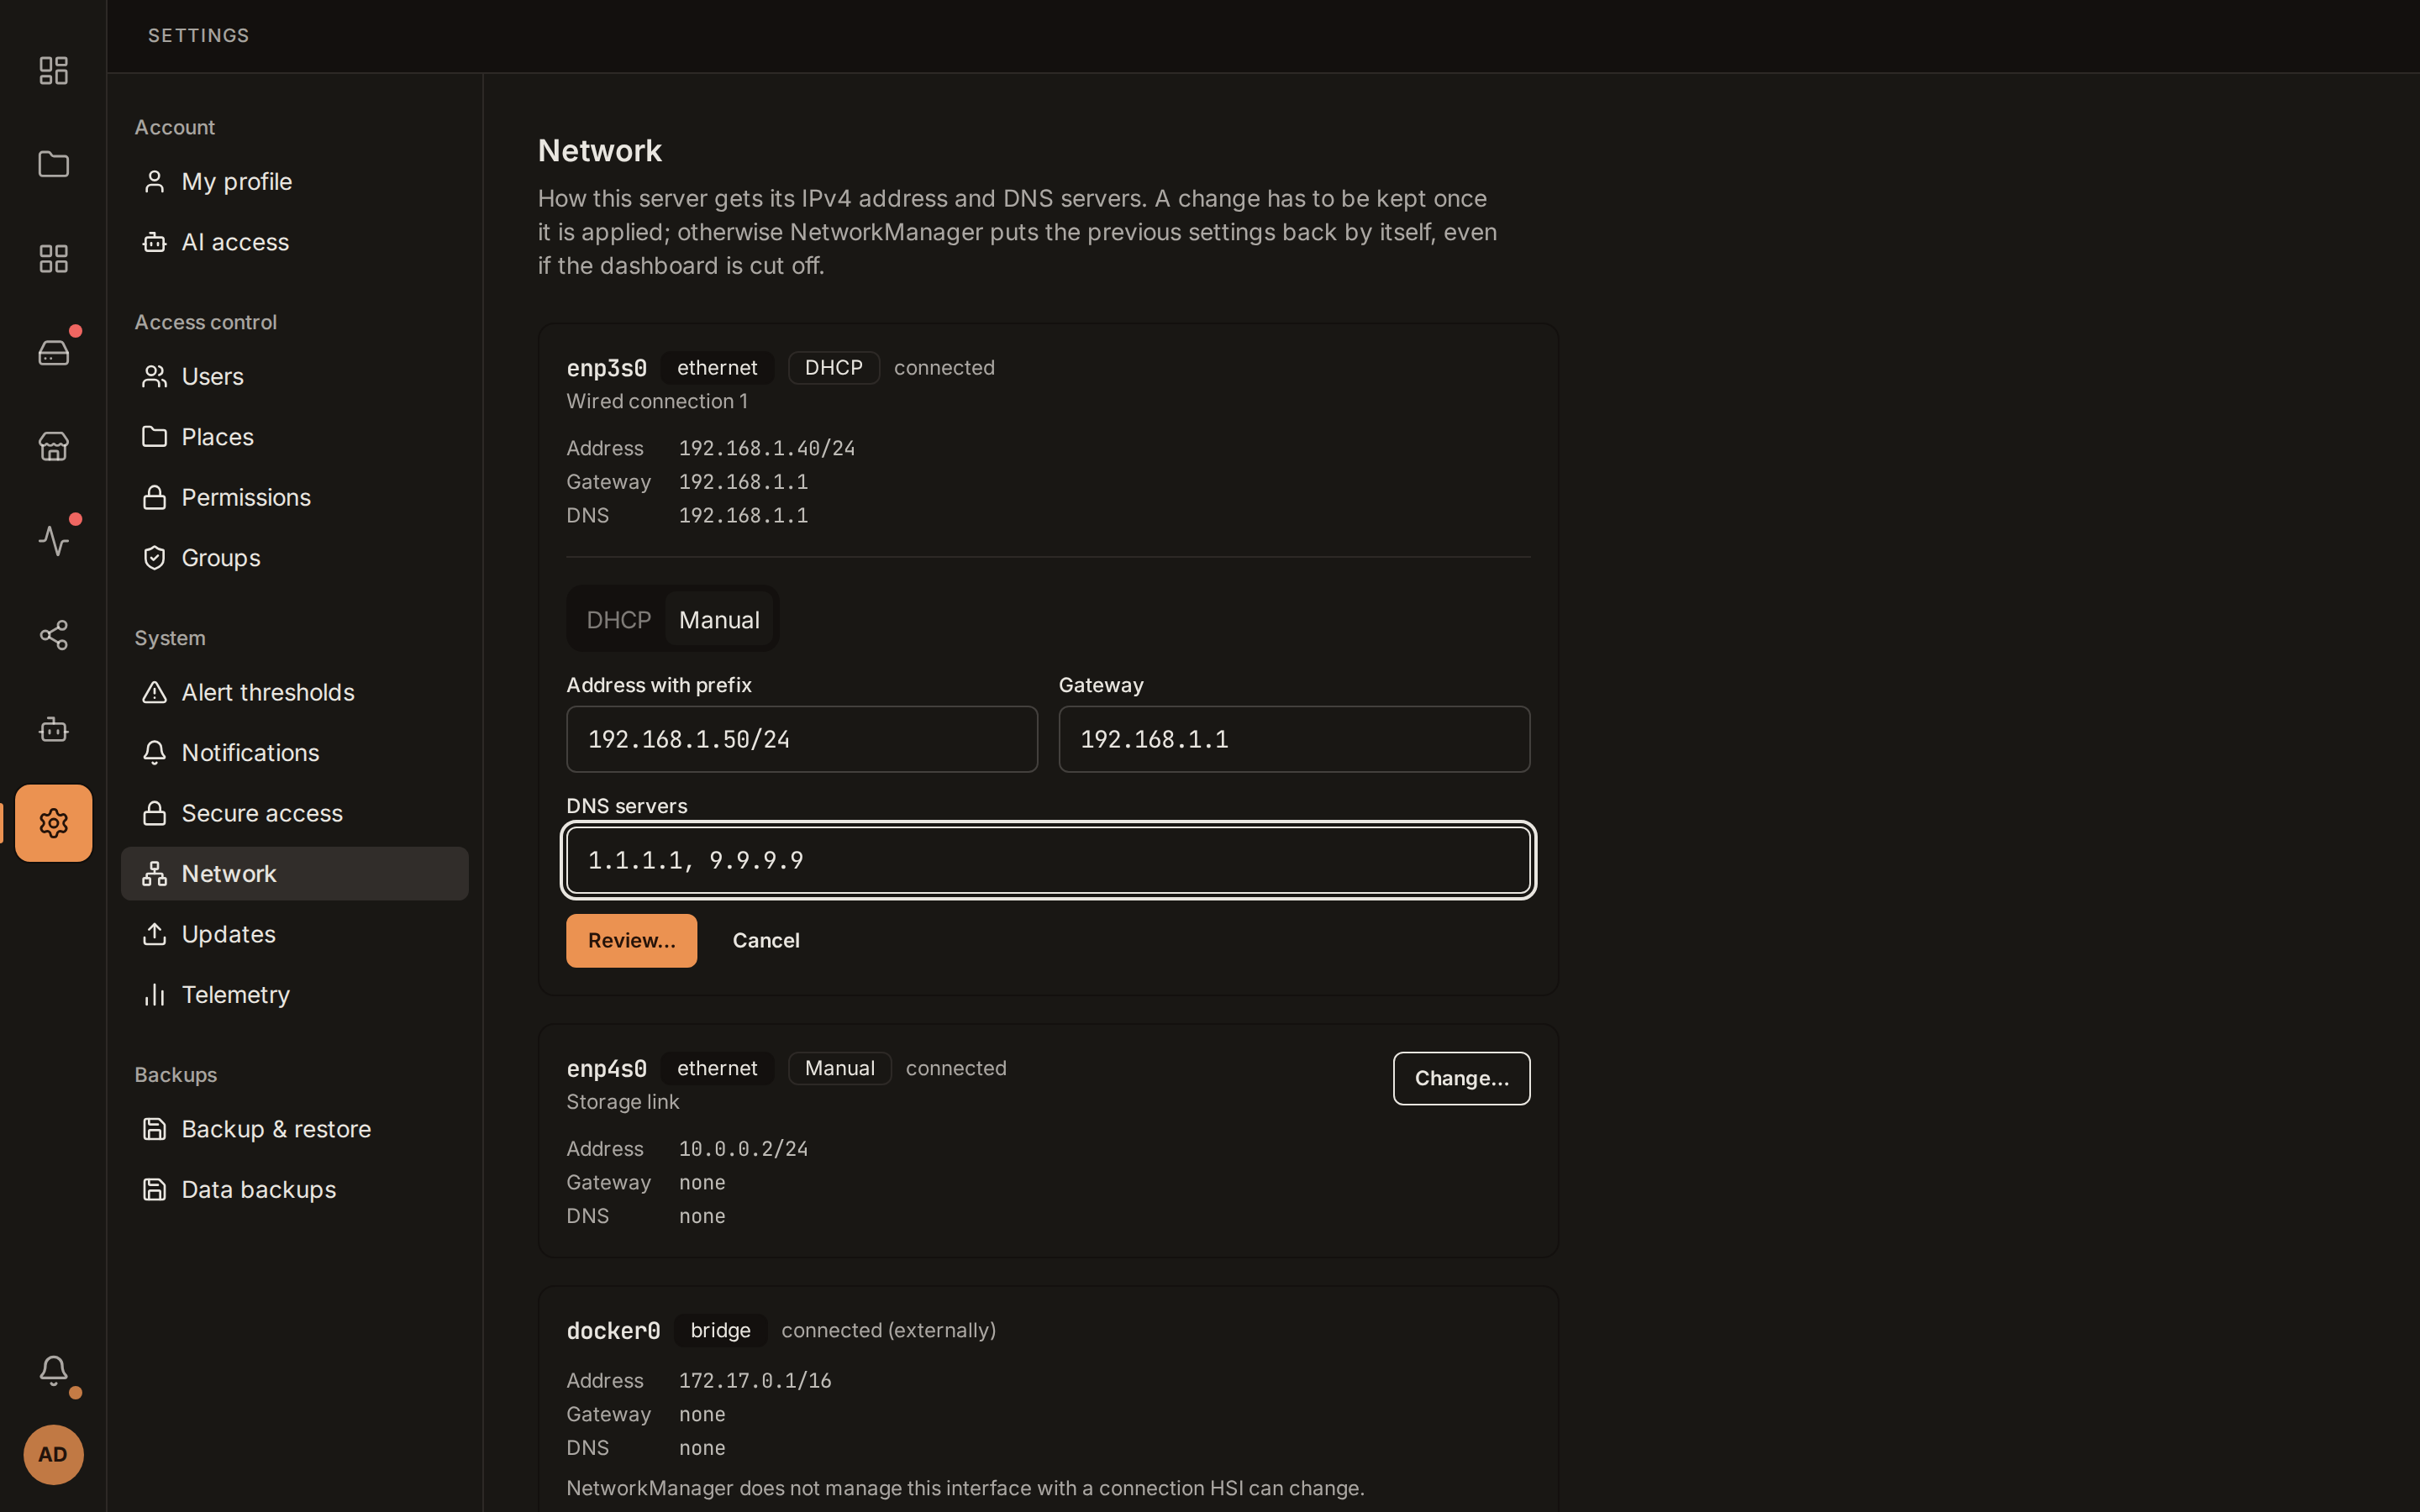 SETTINGS
Account
My profile
AI access
Access control
Users
Places
Permissions
Groups
System
Alert thresholds
Notifications
Secure access
Network
Updates
Telemetry
Backups
Backup & restore
Data backups
AD
Network
How this server gets its IPv4 address and DNS servers. A change has to be kept once
it is applied; otherwise NetworkManager puts the previous settings back by itself, even
if the dashboard is cut off.
enp3s0 ethernet DHCP connected
Wired connection 1
Address 192.168.1.40/24
Gateway 192.168.1.1
DNS 192.168.1.1
DHCP Manual
Address with prefix Gateway
192.168.1.50/24 192.168.1.1
DNS servers
1.1.1.1, 9.9.9.9
Review... Cancel
enp4s0 ethernet Manual connected Change...
Storage link
Address 10.0.0.2/24
Gateway none
DNS none
docker0 bridge connected (externally)
Address 172.17.0.1/16
Gateway none
DNS none
NetworkManager does not manage this interface with a connection HSI can change.